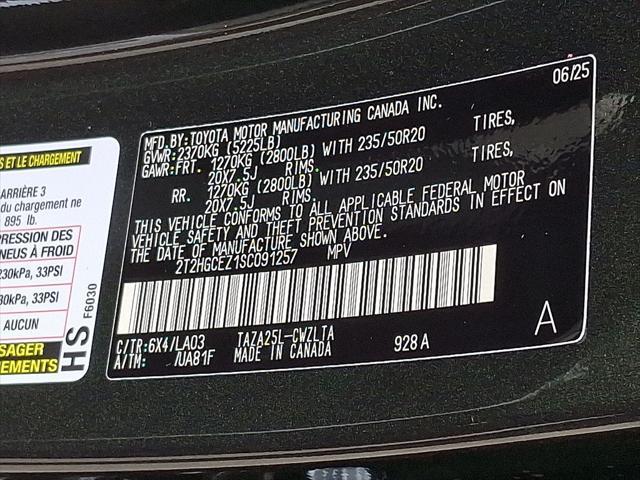 06/25
MFD.BY:TOYOTA MOTOR MANUFACTURING CANADA INC.
GVWR:2370KG (5225LB)
GAWR:FRT. 1270KG (2800LB) WITH 235/50R20 TIRES,
20X7.5J RIMS.
RR. 1270KG (2800LB) WITH 235/50R20 TIRES,
20X7.5J RIMS
THIS VEHICLE CONFORMS TO ALL APPLICABLE FEDERAL MOTOR
VEHICLE SAFETY AND THEFT PREVENTION STANDARDS IN EFFECT ON
THE DATE OF MANUFACTURE SHOWN ABOVE.
2T2HGCEZ1SC091257 MPV
C/TR:6X4/LA03 TAZA25L-CWZLTA 928 A
A/TM: /UA81F MADE IN CANADA
A
S ET LE CHARGEMENT
ARRIÈRE 3
du chargement ne
895 lb.
PRESSION DES
NEUS À FROID
230kPa, 33PSI
30kPa, 33PSI
AUCUN
SAGER
EMENTS
HS F6030